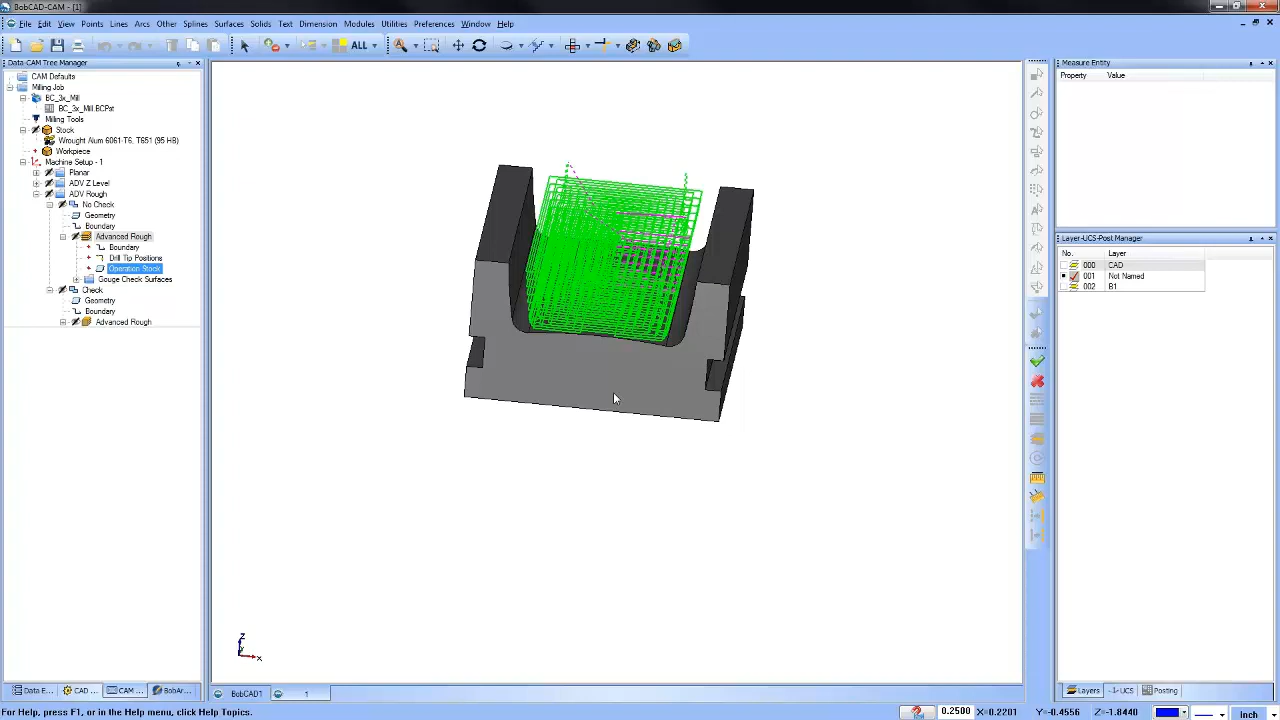 BobCAD-CAM - [1]
File Edit View Points Lines Arcs Other Splines Surfaces Solids Text Dimension Modules Utilities Preferences Window Help
ALL
Data-CAM Tree Manager
CAM Defaults
Milling Job
BC_3x_Mill
BC_3x_Mill.BCPst
Milling Tools
Stock
Wrought Alum 6061-T6, T651 (95 HB)
Workpiece
Machine Setup - 1
Planar
ADV Z Level
ADV Rough
No Check
Geometry
Boundary
Advanced Rough
Boundary
Drill Tip Positions
Operation Stock
Gouge Check Surfaces
Check
Geometry
Boundary
Advanced Rough
Data E... CAD ... CAM ... BobAr...
Z
X
BobCAD1 1
Measure Entity
Property Value
Layer-UCS-Post Manager
No. Layer
000 CAD
001 Not Named
002 B1
Layers UCS Posting
For Help, press F1, or in the Help menu, click Help Topics.
0.2500 X=0.2201 Y=-0.4556 Z=-1.8440 Inch